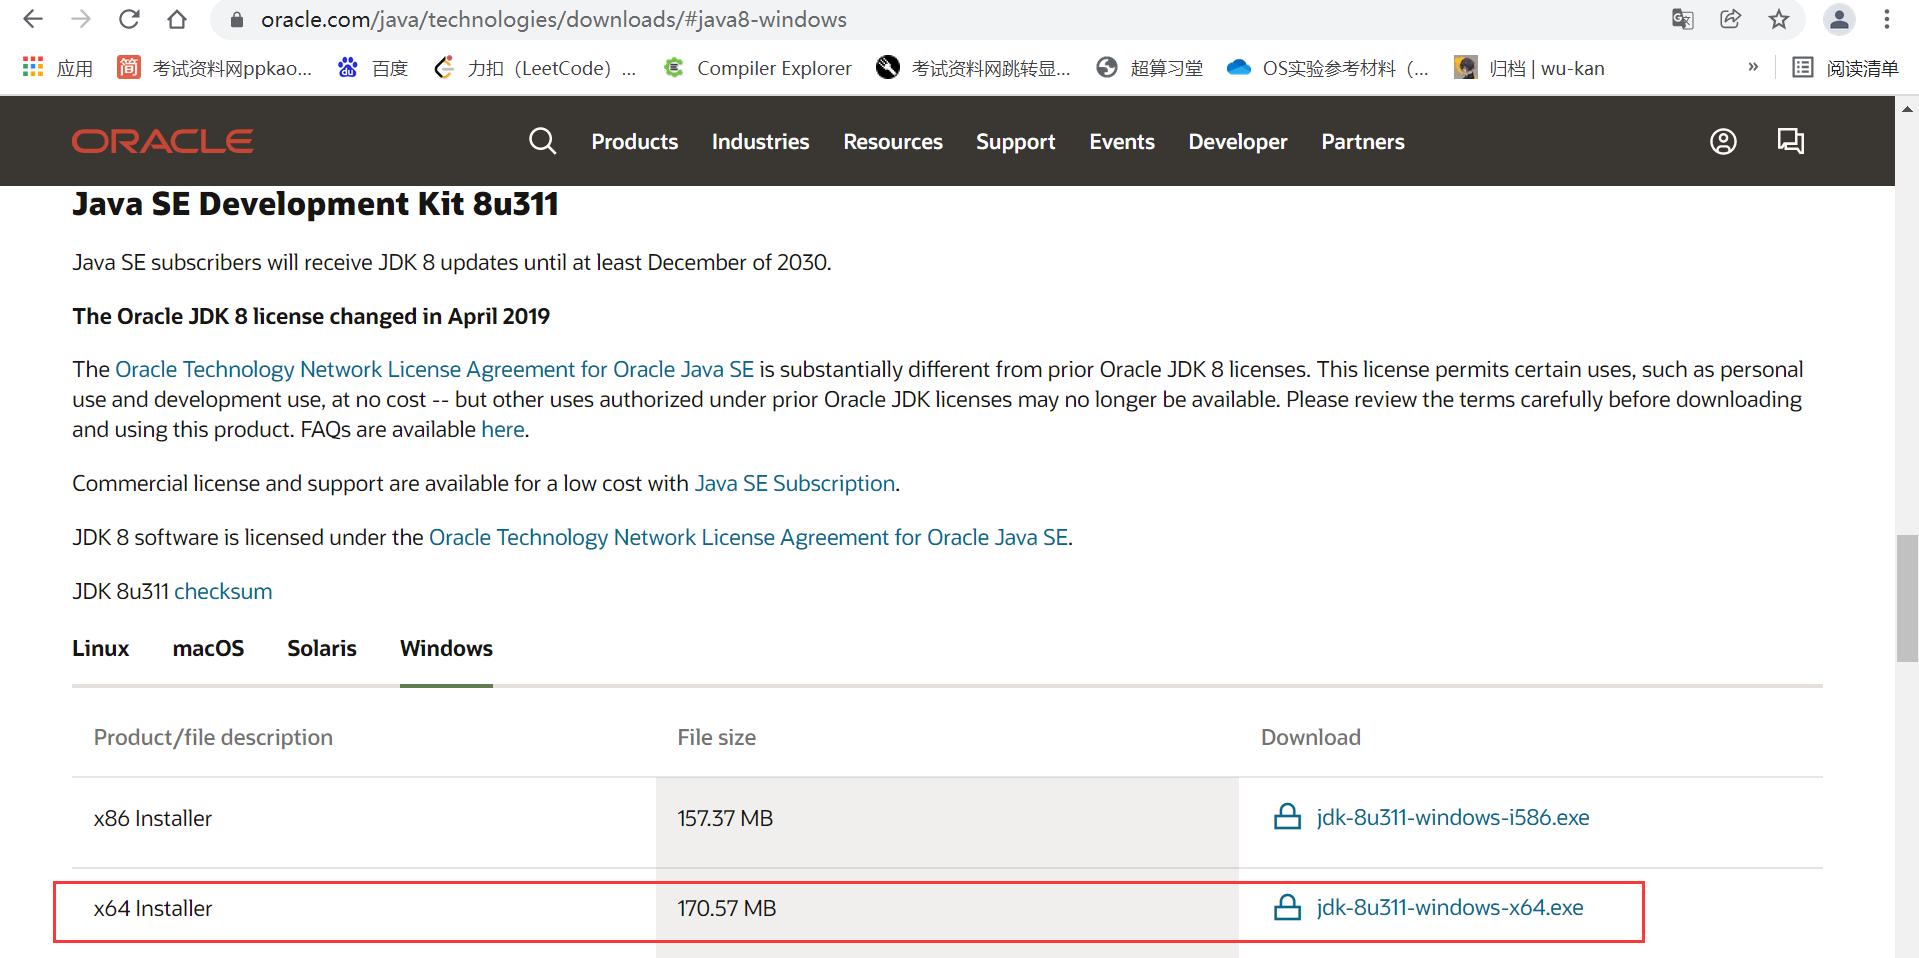 oracle.com/java/technologies/downloads/#java8-windows
应用 简 考试资料网ppkao... du 百度 力扣（LeetCode）... Compiler Explorer 考试资料网跳转显... 超算习堂 OS实验参考材料（... 归档 | wu-kan » 阅读清单
ORACLE Products Industries Resources Support Events Developer Partners
Java SE Development Kit 8u311
Java SE subscribers will receive JDK 8 updates until at least December of 2030.
The Oracle JDK 8 license changed in April 2019
The Oracle Technology Network License Agreement for Oracle Java SE is substantially different from prior Oracle JDK 8 licenses. This license permits certain uses, such as personal
use and development use, at no cost -- but other uses authorized under prior Oracle JDK licenses may no longer be available. Please review the terms carefully before downloading
and using this product. FAQs are available here.
Commercial license and support are available for a low cost with Java SE Subscription.
JDK 8 software is licensed under the Oracle Technology Network License Agreement for Oracle Java SE.
JDK 8u311 checksum
Linux macOS Solaris Windows
Product/file description File size Download
x86 Installer 157.37 MB jdk-8u311-windows-i586.exe
x64 Installer 170.57 MB jdk-8u311-windows-x64.exe